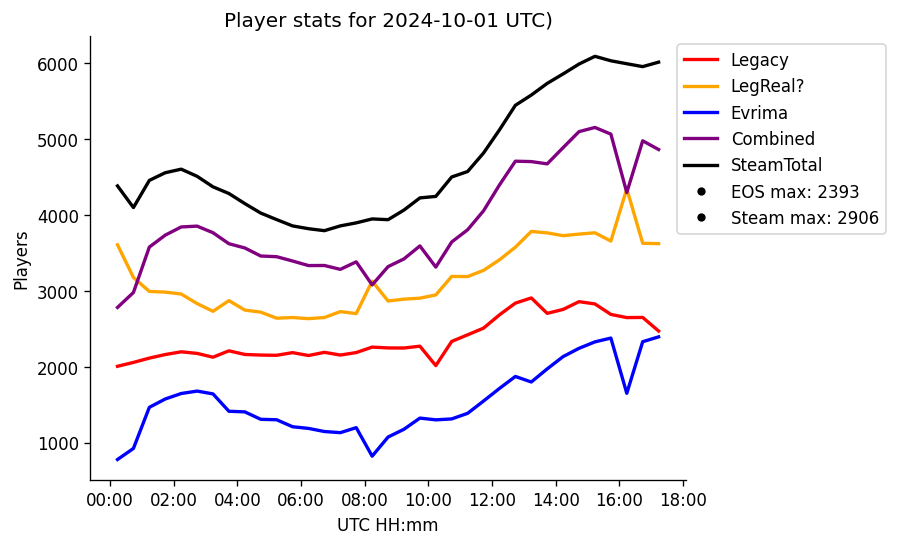 Player stats for 2024-10-01 UTC)
Players
6000
5000
4000
3000
2000
1000
00:00 02:00 04:00 06:00 08:00 10:00 12:00 14:00 16:00 18:00
UTC HH:mm
Legacy
LegReal?
Evrima
Combined
SteamTotal
EOS max: 2393
Steam max: 2906